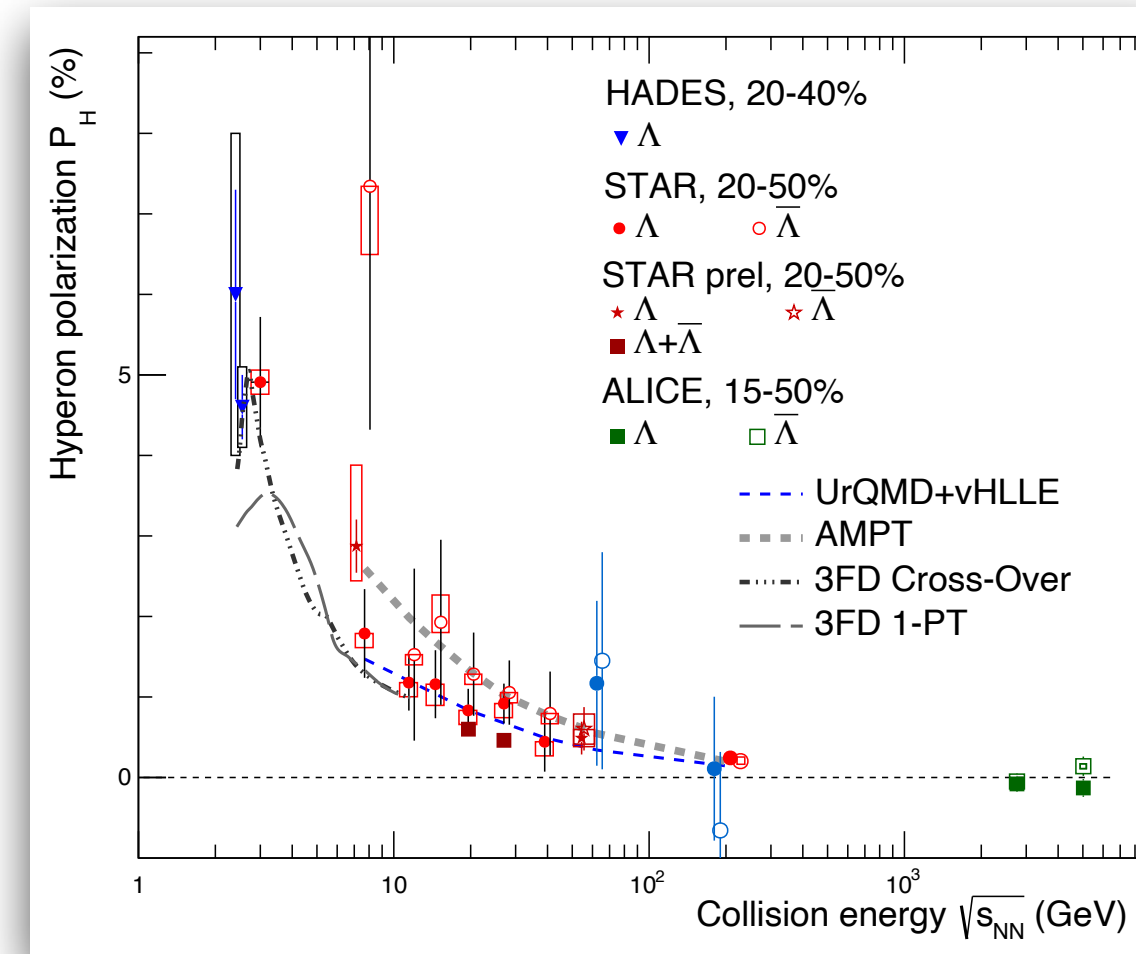 Hyperon polarization P_H (%)
HADES, 20-40%
Λ
STAR, 20-50%
Λ Λ̅
STAR prel, 20-50%
Λ Λ̅
Λ+Λ̅
ALICE, 15-50%
Λ Λ̅
UrQMD+vHLLE
AMPT
3FD Cross-Over
3FD 1-PT
5
0
1 10 10² 10³
Collision energy √s_NN (GeV)